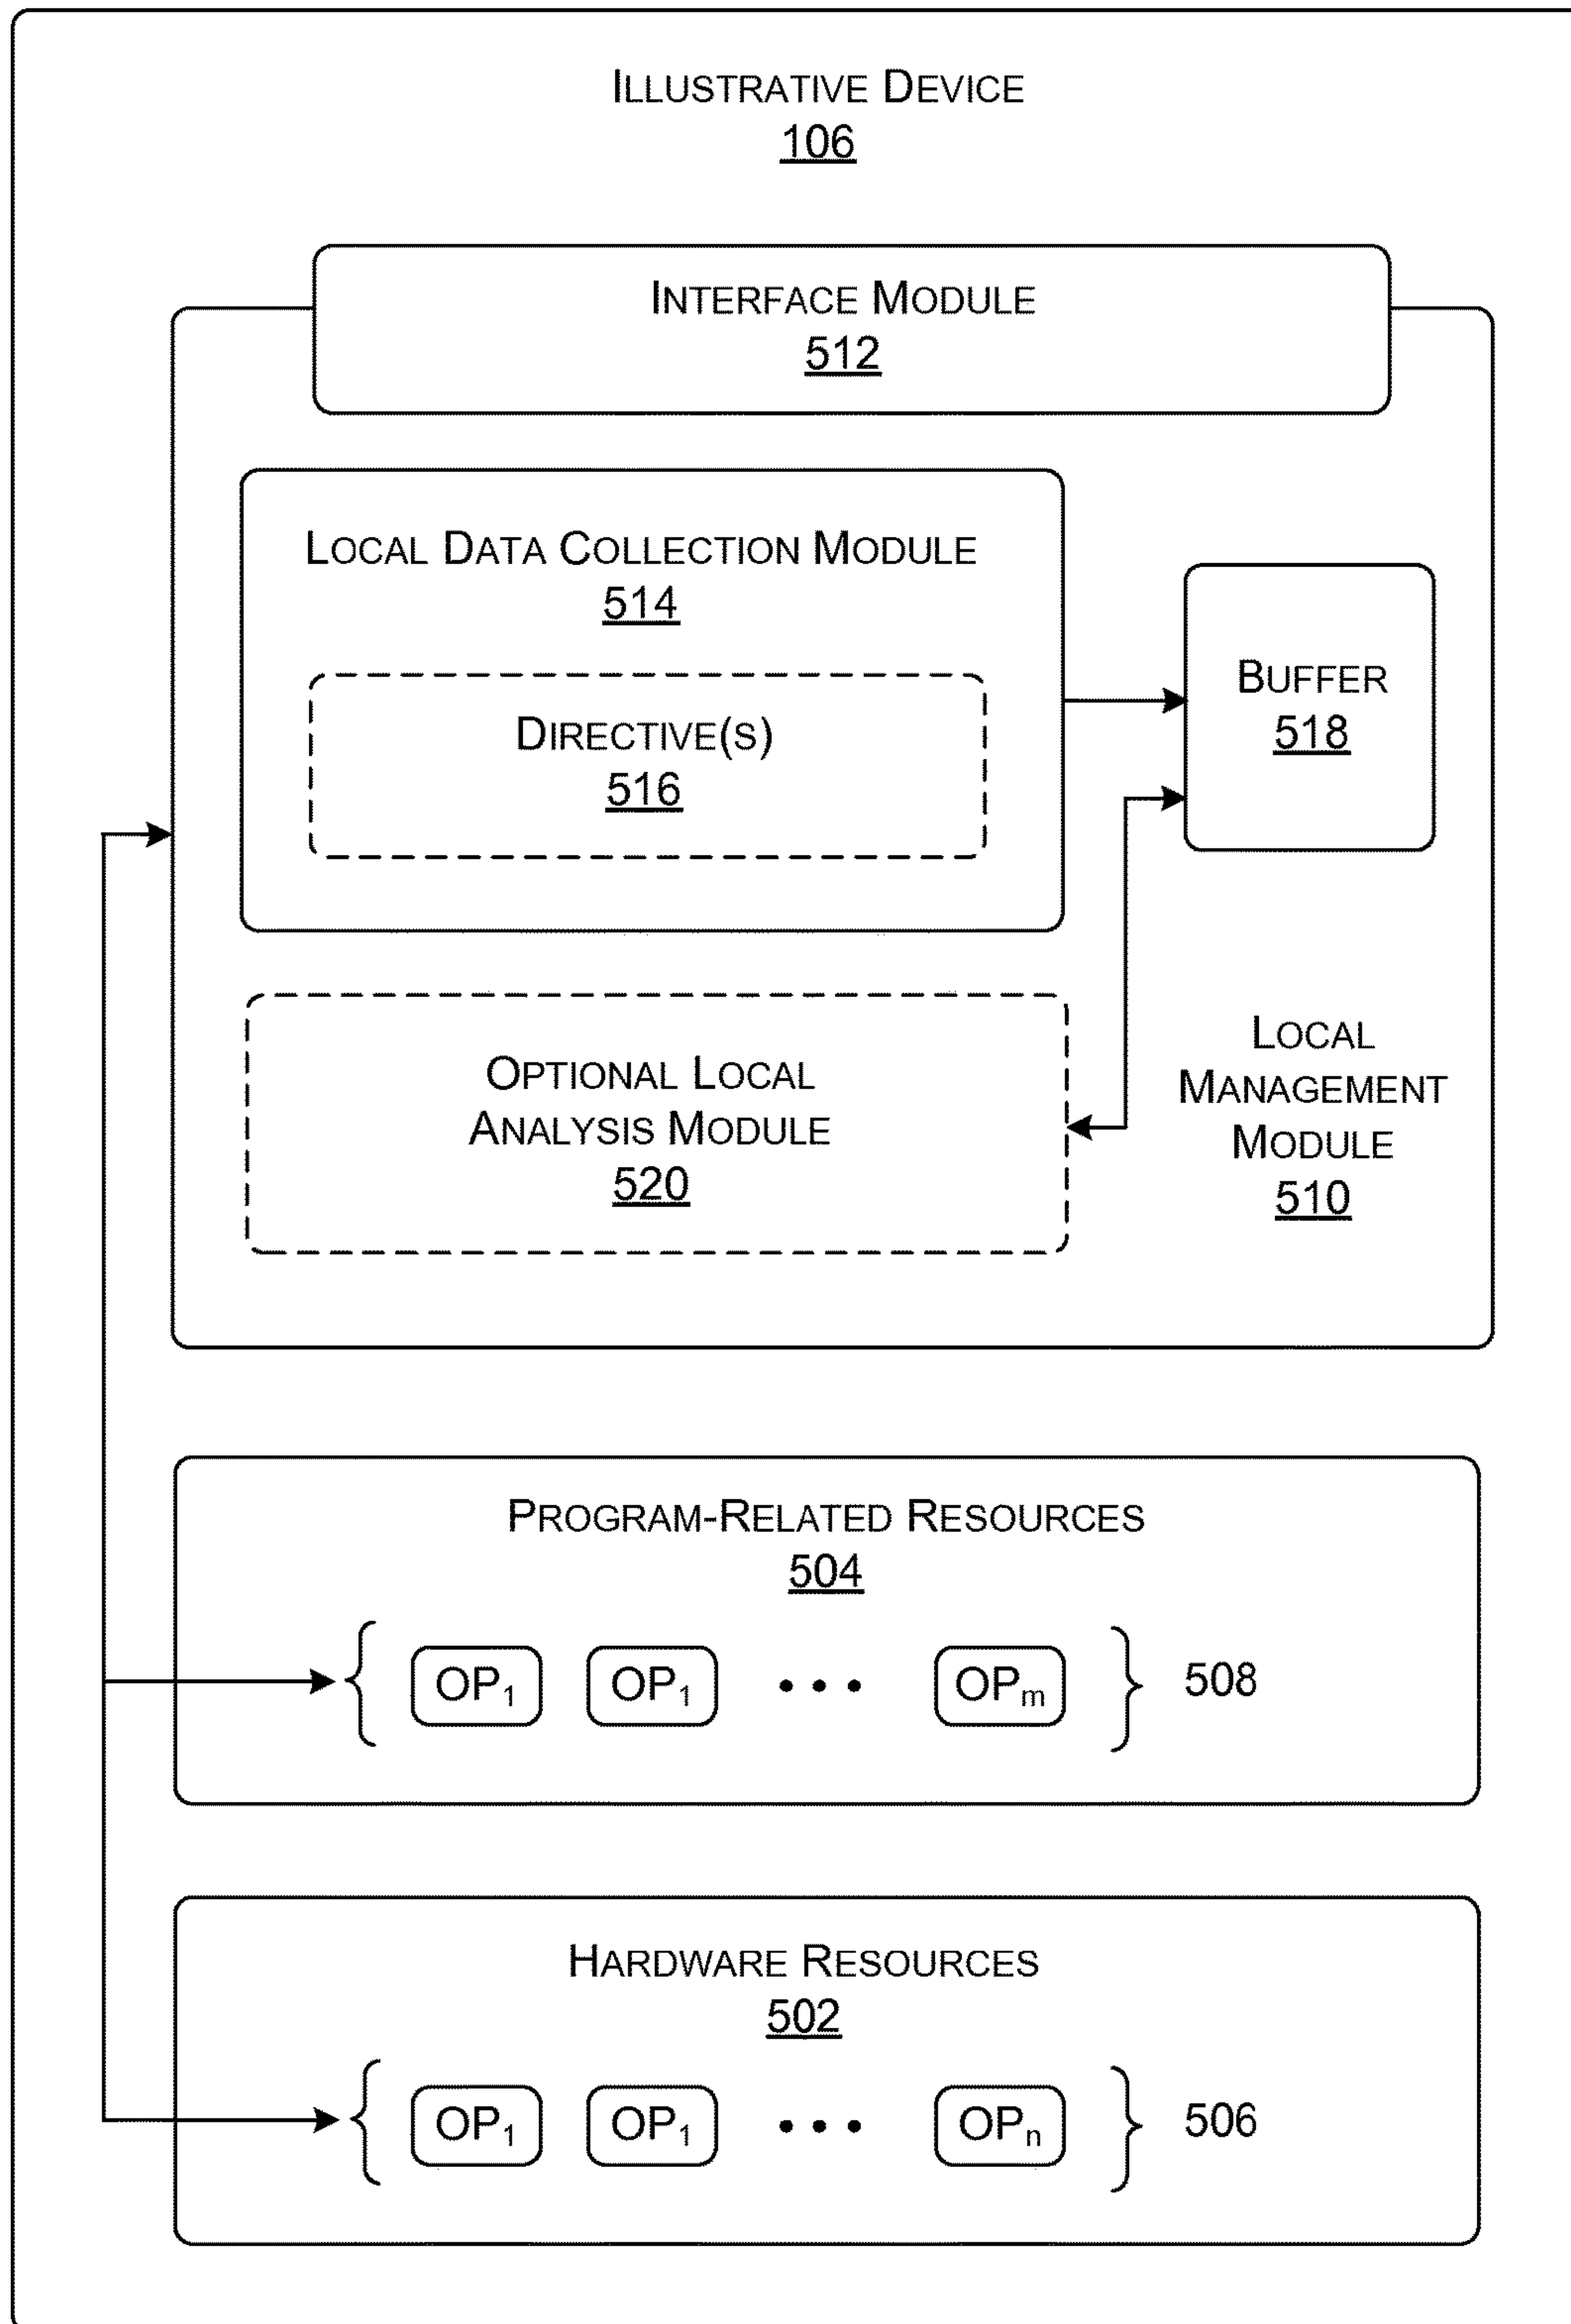 ILLUSTRATIVE DEVICE
106
INTERFACE MODULE
512
LOCAL DATA COLLECTION MODULE
514
DIRECTIVE(S)
516
BUFFER
518
OPTIONAL LOCAL
ANALYSIS MODULE
520
LOCAL
MANAGEMENT
MODULE
510
PROGRAM-RELATED RESOURCES
504
OP1 OP1 • • • OPm 508
HARDWARE RESOURCES
502
OP1 OP1 • • • OPn 506